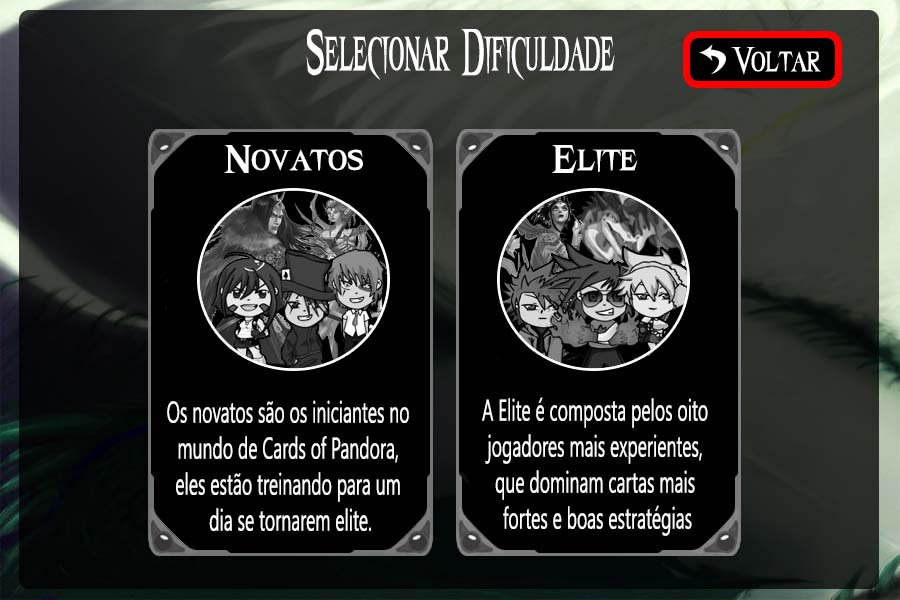 Selecionar Dificuldade
Voltar
Novatos
Os novatos são os iniciantes no
mundo de Cards of Pandora,
eles estão treinando para um
dia se tornarem elite.
Elite
A Elite é composta pelos oito
jogadores mais experientes,
que dominam cartas mais
fortes e boas estratégias